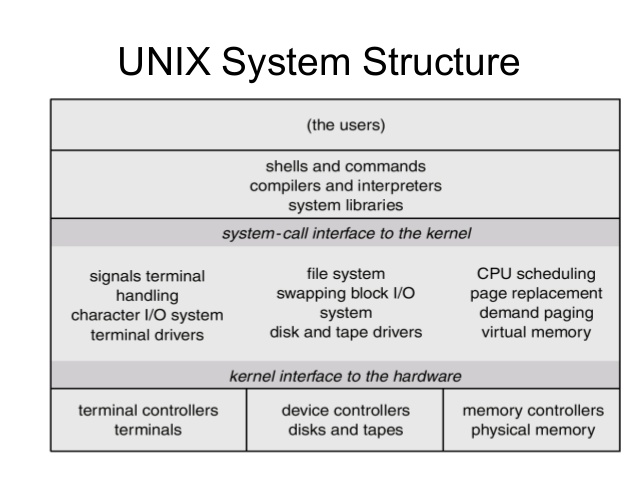 UNIX System Structure
(the users)
shells and commands
compilers and interpreters
system libraries
system-call interface to the kernel
signals terminal
handling
character I/O system
terminal drivers
file system
swapping block I/O
system
disk and tape drivers
CPU scheduling
page replacement
demand paging
virtual memory
kernel interface to the hardware
terminal controllers
terminals
device controllers
disks and tapes
memory controllers
physical memory